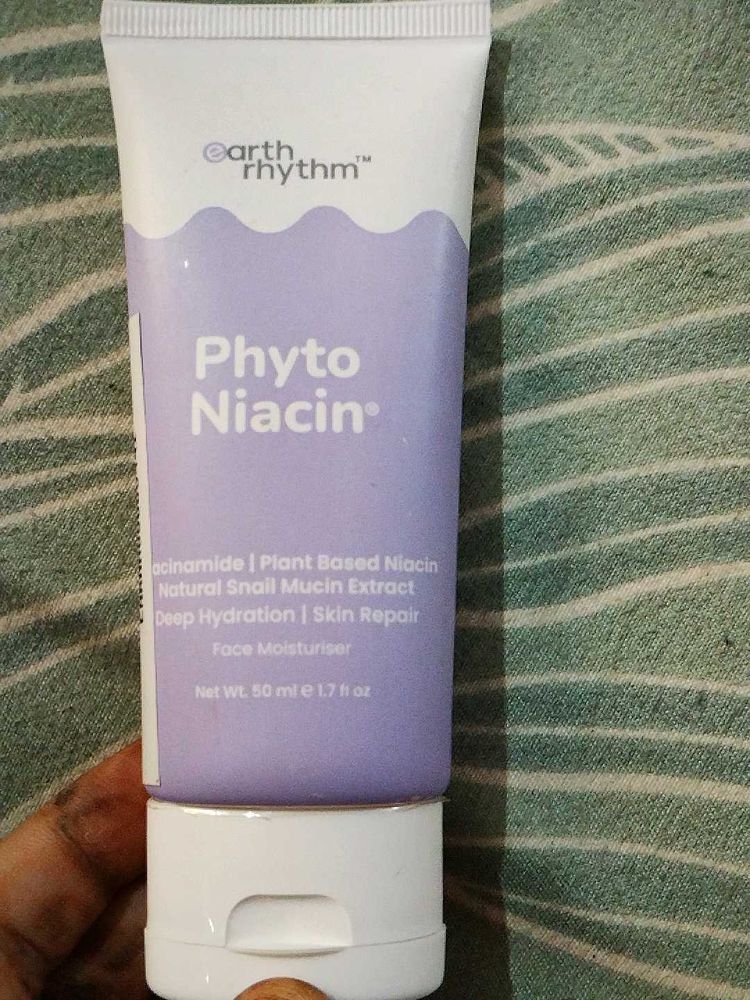 earth
rhythm™
Phyto
Niacin®
acinamide | Plant Based Niacin
Natural Snail Mucin Extract
Deep Hydration | Skin Repair
Face Moisturiser
Net Wt. 50 ml ℮ 1.7 fl oz